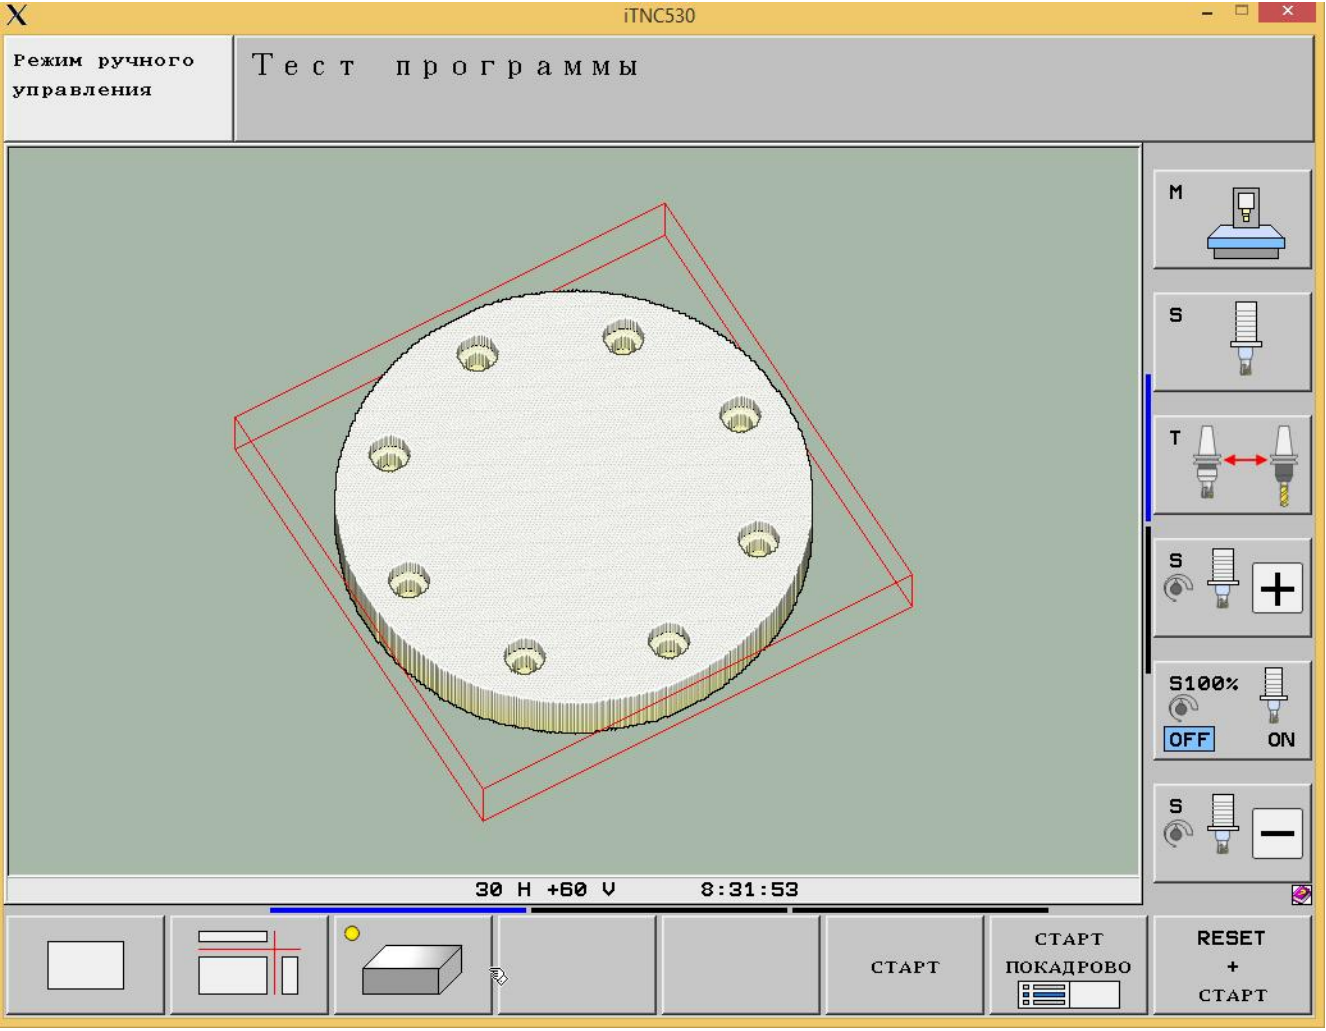 X
iTNC530
Режим ручного
управления
Тест программы
M
S
T
S
+
S100%
OFF ON
S
−
30 H +60 V 8:31:53
СТАРТ
СТАРТ
ПОКАДРОВО
RESET
+
СТАРТ